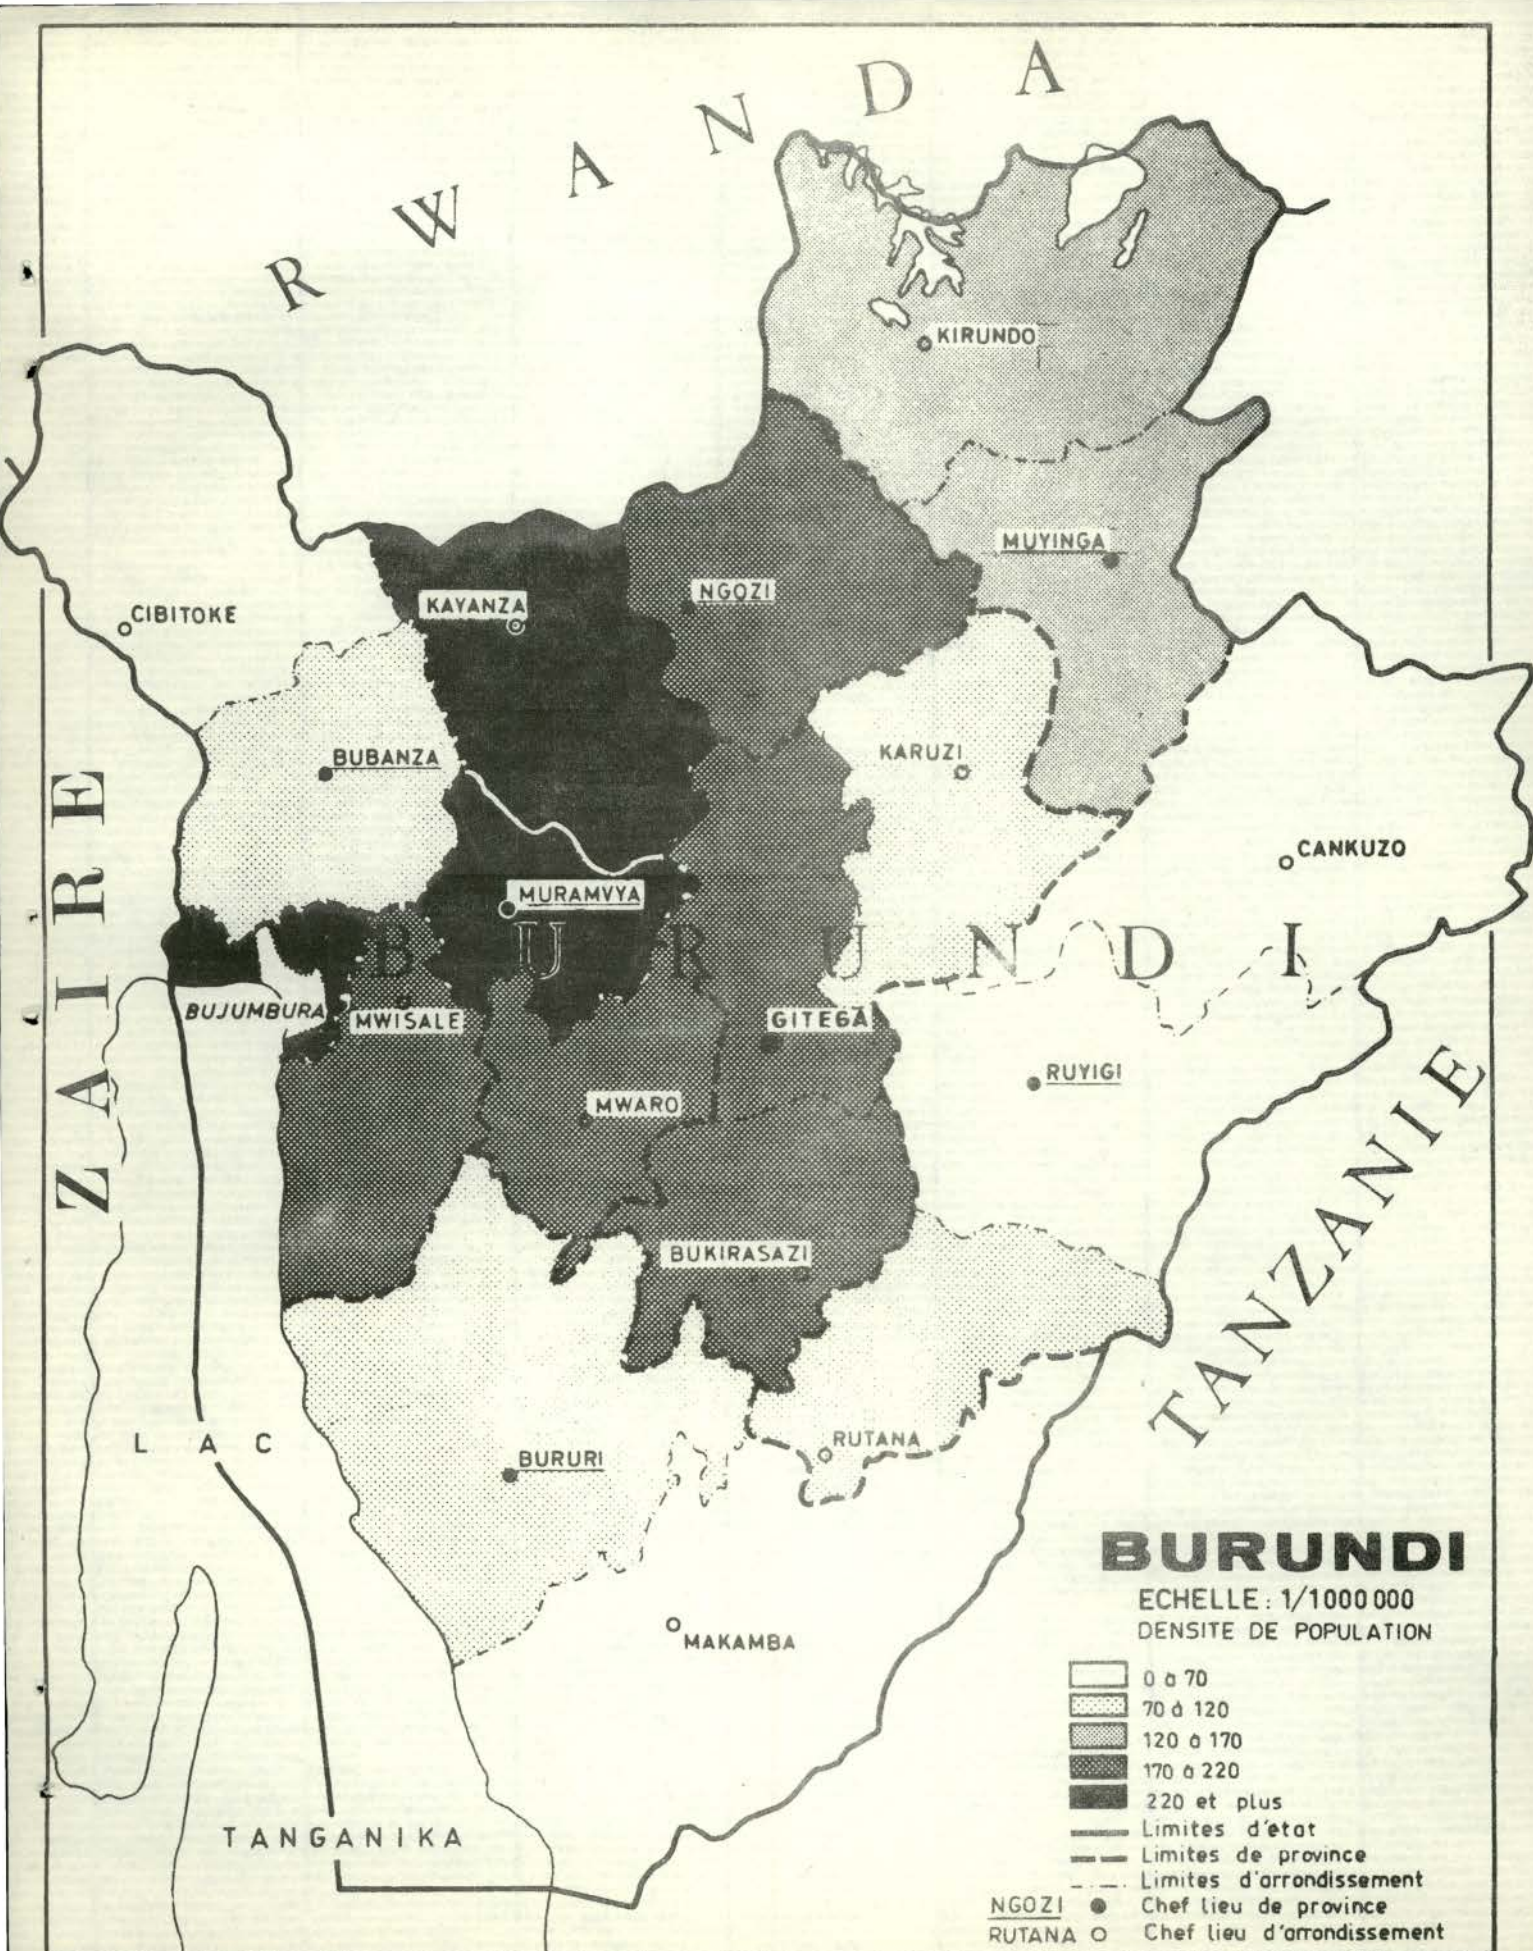 RWANDA
KIRUNDO
MUYINGA
NGOZI
KAYANZA
CIBITOKE
BUBANZA
KARUZI
CANKUZO
MURAMVYA
BURUNDI
BUJUMBURA
MWISALE
GITEGA
RUYIGI
MWARO
BUKIRASAZI
RUTANA
BURURI
MAKAMBA
ZAIRE
TANZANIE
LAC
TANGANIKA
BURUNDI
ECHELLE: 1/1000 000
DENSITE DE POPULATION
0 à 70
70 à 120
120 à 170
170 à 220
220 et plus
Limites d'état
Limites de province
Limites d'arrondissement
NGOZI Chef lieu de province
RUTANA Chef lieu d'arrondissement